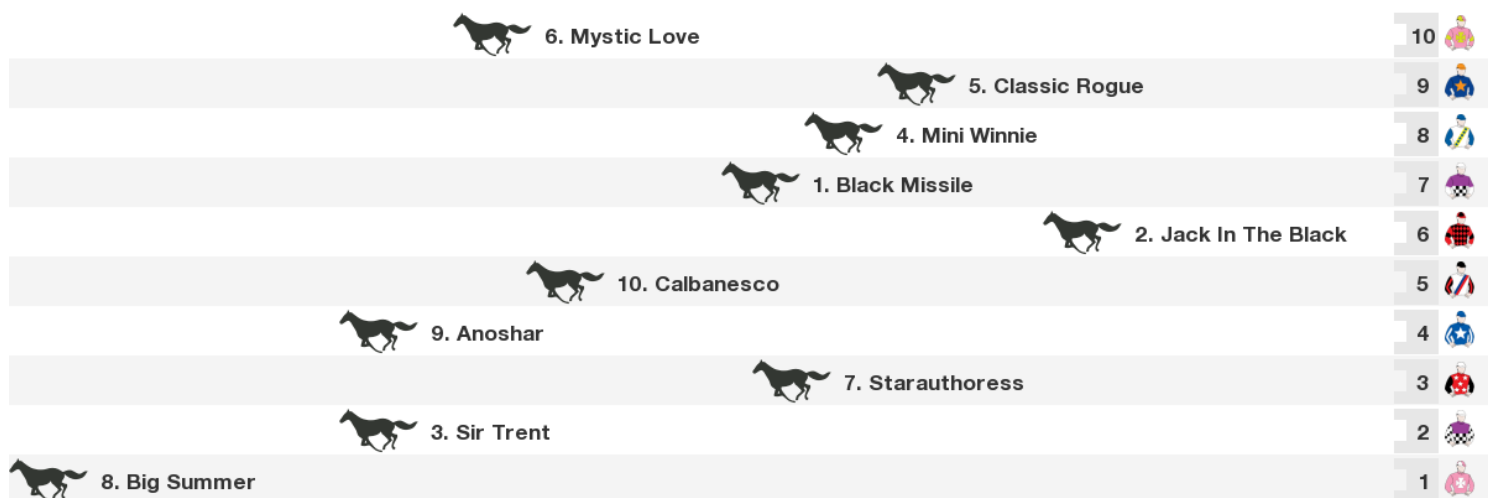 6. Mystic Love 10
5. Classic Rogue 9
4. Mini Winnie 8
1. Black Missile 7
2. Jack In The Black 6
10. Calbanesco 5
9. Anoshar 4
7. Starauthoress 3
3. Sir Trent 2
8. Big Summer 1